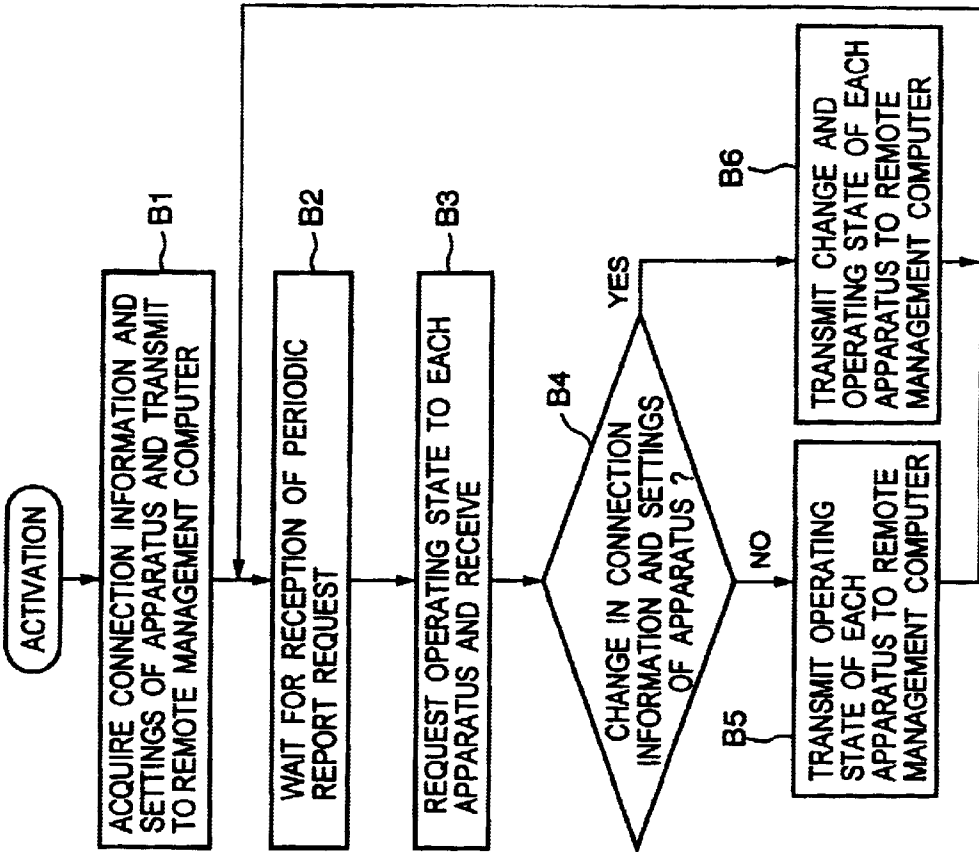 ACTIVATION
ACQUIRE CONNECTION INFORMATION AND
SETTINGS OF APPARATUS AND TRANSMIT
TO REMOTE MANAGEMENT COMPUTER
B1
WAIT FOR RECEPTION OF PERIODIC
REPORT REQUEST
B2
REQUEST OPERATING STATE TO EACH
APPARATUS AND RECEIVE
B3
CHANGE IN CONNECTION
INFORMATION AND SETTINGS
OF APPARATUS ?
B4
YES
NO
TRANSMIT OPERATING
STATE OF EACH
APPARATUS TO REMOTE
MANAGEMENT COMPUTER
B5
TRANSMIT CHANGE AND
OPERATING STATE OF EACH
APPARATUS TO REMOTE
MANAGEMENT COMPUTER
B6